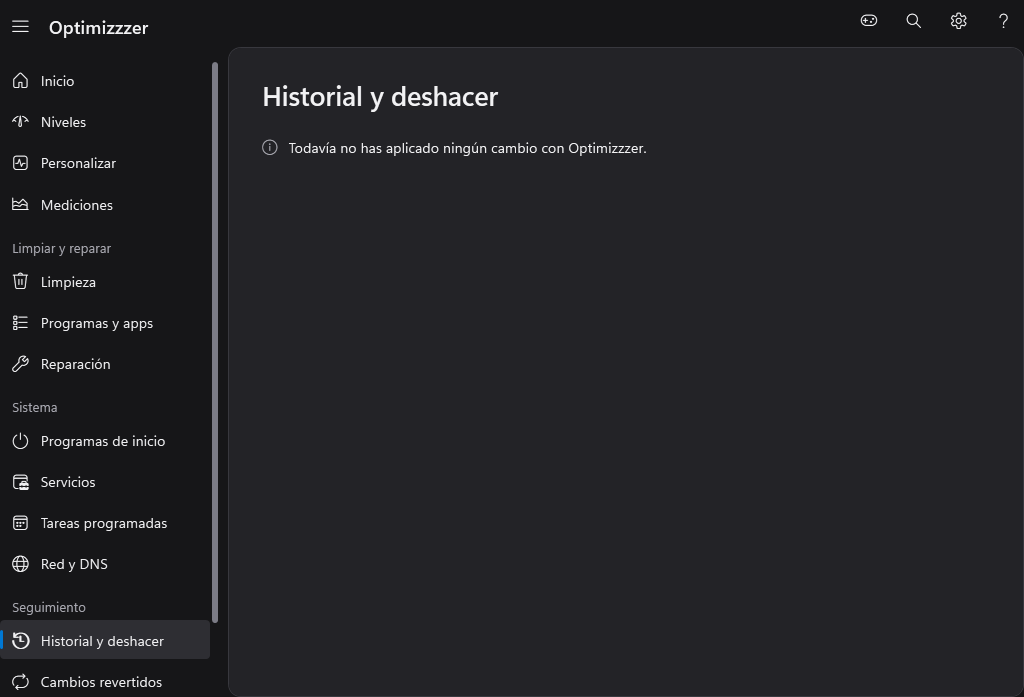 Optimizzzer
Inicio
Niveles
Personalizar
Mediciones
Limpiar y reparar
Limpieza
Programas y apps
Reparación
Sistema
Programas de inicio
Servicios
Tareas programadas
Red y DNS
Seguimiento
Historial y deshacer
Cambios revertidos
Historial y deshacer
Todavía no has aplicado ningún cambio con Optimizzzer.